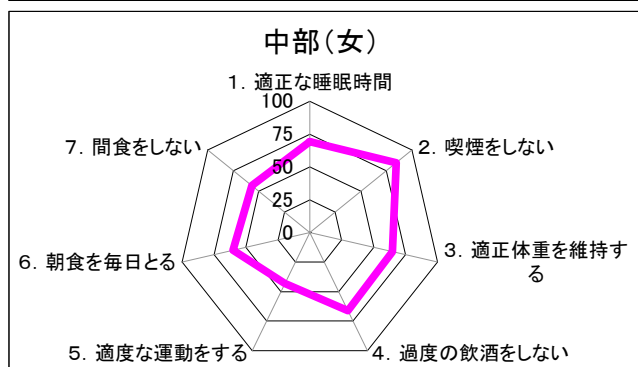 中部(女)
1. 適正な睡眠時間
100
75
50
25
0
2. 喫煙をしない
3. 適正体重を維持す
る
4. 過度の飲酒をしない
5. 適度な運動をする
6. 朝食を毎日とる
7. 間食をしない